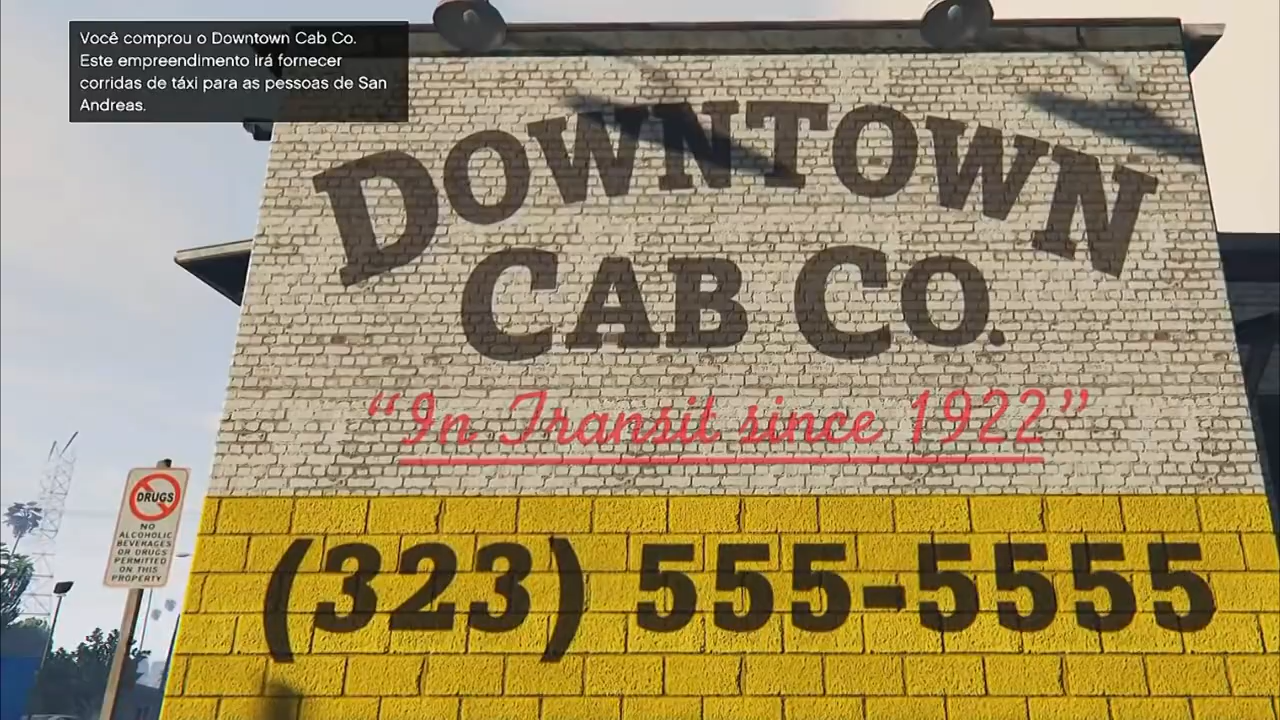 Você comprou o Downtown Cab Co.
Este empreendimento irá fornecer
corridas de táxi para as pessoas de San
Andreas.
DOWNTOWN
CAB CO.
"In Transit since 1922"
(323) 555-5555
DRUGS
NO
ALCOHOLIC
BEVERAGES
OR DRUGS
PERMITTED
ON THIS
PROPERTY